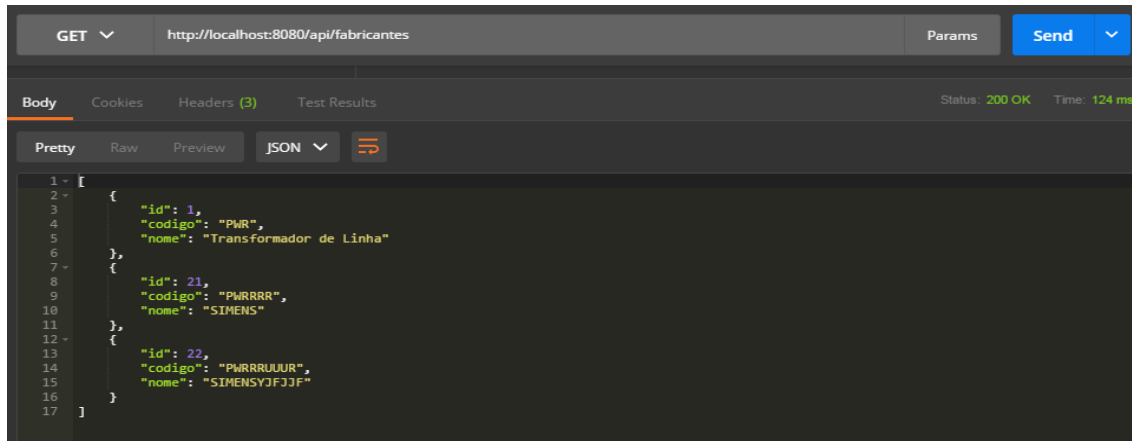 GET http://localhost:8080/api/fabricantes Params Send
Body Cookies Headers (3) Test Results Status: 200 OK Time: 124 ms
Pretty Raw Preview JSON
1 [
2 {
3 "id": 1,
4 "codigo": "PWR",
5 "nome": "Transformador de Linha"
6 },
7 {
8 "id": 21,
9 "codigo": "PWRRRR",
10 "nome": "SIMENS"
11 },
12 {
13 "id": 22,
14 "codigo": "PWRRRUUUR",
15 "nome": "SIMENSYJFJJF"
16 }
17 ]